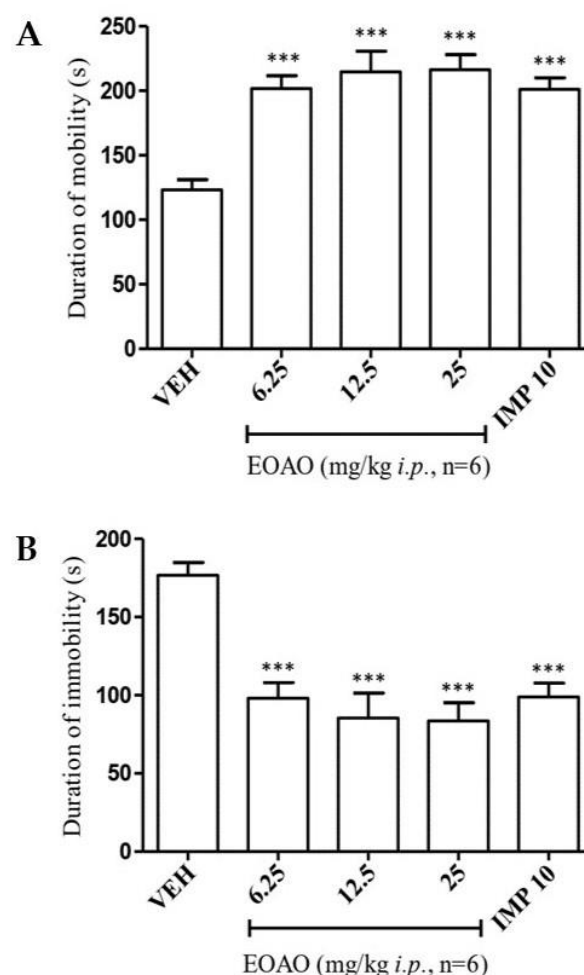 A
Duration of mobility (s)
250
200
150
100
50
0
***
***
***
***
VEH
6.25
12.5
25
IMP 10
EOAO (mg/kg i.p., n=6)
B
Duration of immobility (s)
200
150
100
50
0
***
***
***
***
VEH
6.25
12.5
25
IMP 10
EOAO (mg/kg i.p., n=6)